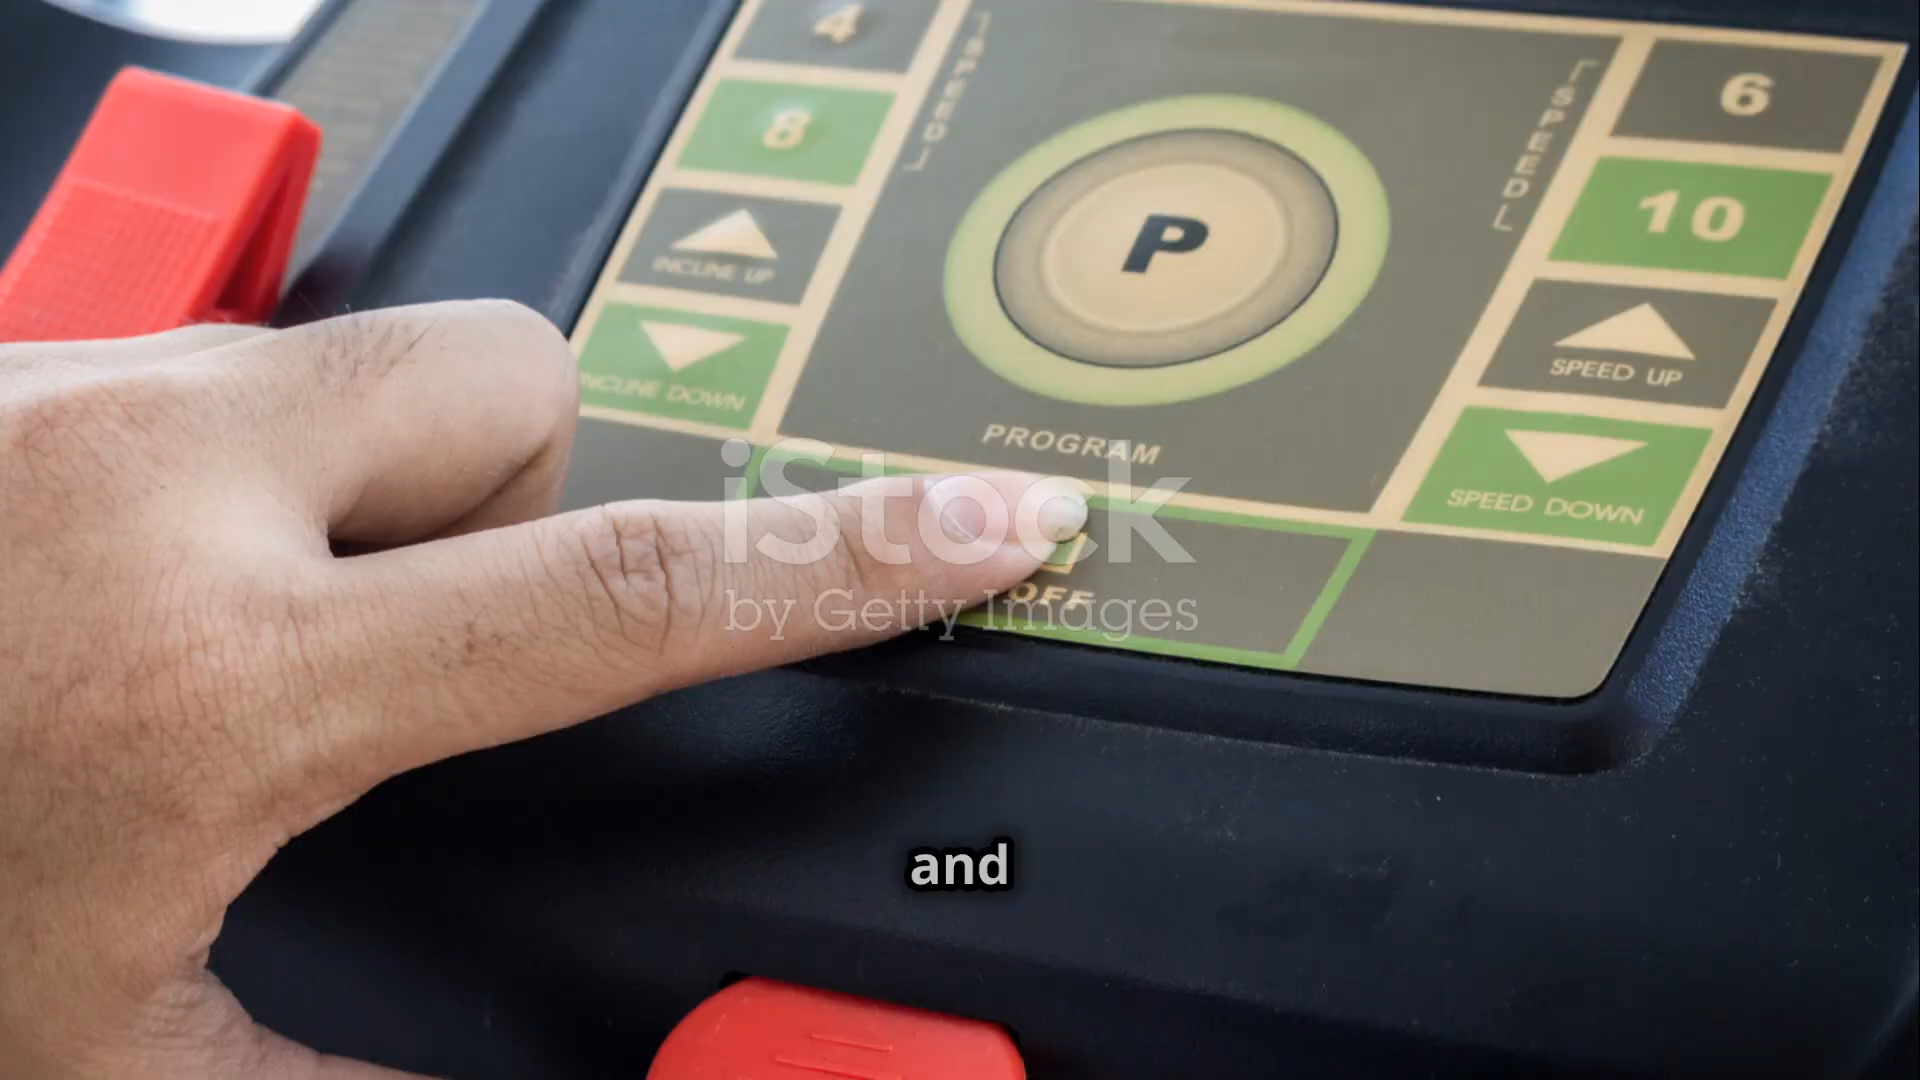 4
8
INCLINE UP
INCLINE DOWN
SPEED
SPEED
P
PROGRAM
6
10
SPEED UP
SPEED DOWN
OFF
iStock
by Getty Images
and